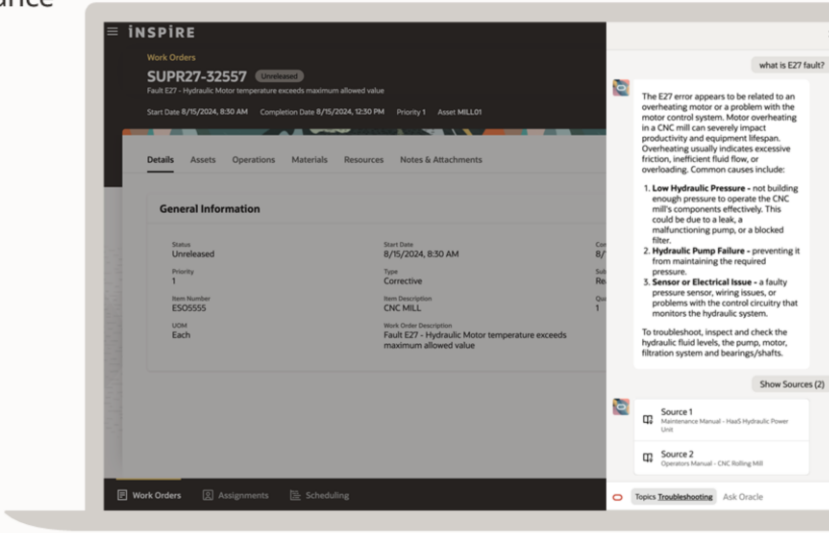 ance
INSPIRE
Work Orders
SUPR27-32557 Unreleased
Fault E27 - Hydraulic Motor temperature exceeds maximum allowed value
Start Date 8/15/2024, 8:30 AM Completion Date 8/15/2024, 12:30 PM Priority 1 Asset MILL01
Details Assets Operations Materials Resources Notes & Attachments
General Information
Status
Unreleased
Start Date
8/15/2024, 8:30 AM
Com
8/
Priority
1
Type
Corrective
Sub
Re
Item Number
ESO5555
Item Description
CNC MILL
Qu
1
UOM
Each
Work Order Description
Fault E27 - Hydraulic Motor temperature exceeds
maximum allowed value
Work Orders Assignments Scheduling
what is E27 fault?
The E27 error appears to be related to an
overheating motor or a problem with the
motor control system. Motor overheating
in a CNC mill can severely impact
productivity and equipment lifespan.
Overheating usually indicates excessive
friction, inefficient fluid flow, or
overloading. Common causes include:
1. Low Hydraulic Pressure - not building
enough pressure to operate the CNC
mill's components effectively. This
could be due to a leak, a
malfunctioning pump, or a blocked
filter.
2. Hydraulic Pump Failure - preventing it
from maintaining the required
pressure.
3. Sensor or Electrical Issue - a faulty
pressure sensor, wiring issues, or
problems with the control circuitry that
monitors the hydraulic system.
To troubleshoot, inspect and check the
hydraulic fluid levels, the pump, motor,
filtration system and bearings/shafts.
Show Sources (2)
Source 1
Maintenance Manual - HaaS Hydraulic Power
Unit
Source 2
Operators Manual - CNC Rolling Mill
Topics Troubleshooting Ask Oracle